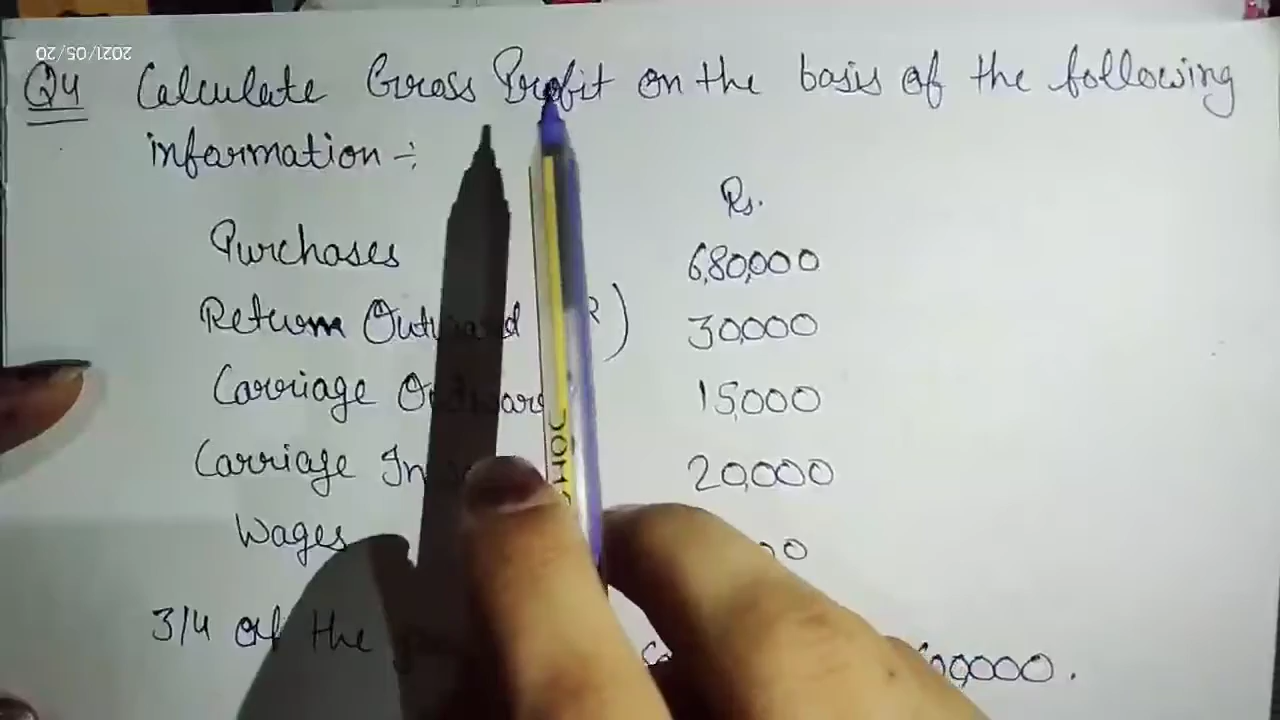 2021/05/20
Q4 Calculate Gross Profit on the basis of the following
information :-
Rs.
Purchases 6,80,000
Return Outward R) 30,000
Carriage Outward 15,000
Carriage In 20,000
Wages
3/4 of the